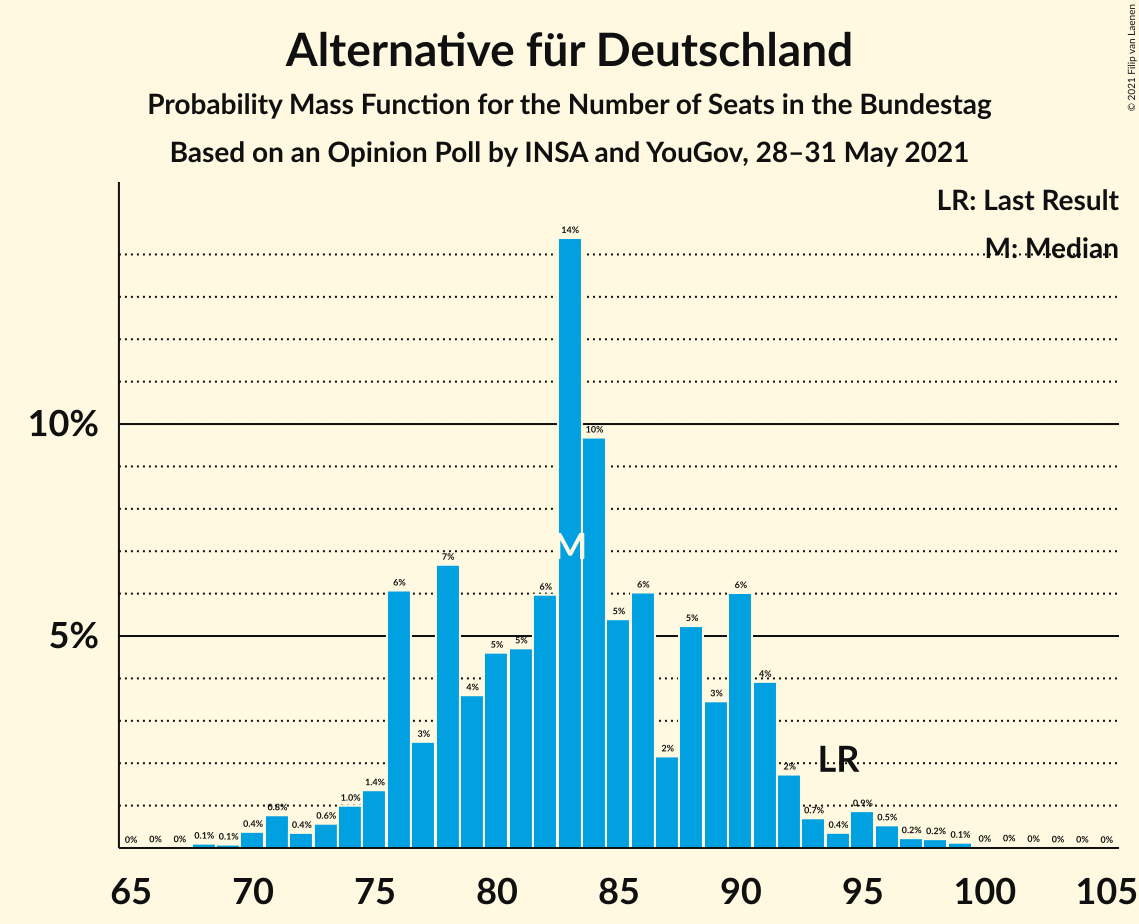 Alternative für Deutschland
Probability Mass Function for the Number of Seats in the Bundestag
Based on an Opinion Poll by INSA and YouGov, 28–31 May 2021
© 2021 Filip van Laenen
LR: Last Result
M: Median
10%
5%
0% 0% 0% 0.1% 0.1% 0.4% 0.8% 0.4% 0.6% 1.0% 1.4% 6% 3% 7% 4% 5% 5% 6% 14% 10% 5% 6% 2% 5% 3% 6% 4% 2% 0.7% 0.4% 0.9% 0.5% 0.2% 0.2% 0.1% 0% 0% 0% 0% 0% 0%
M
LR
65 70 75 80 85 90 95 100 105